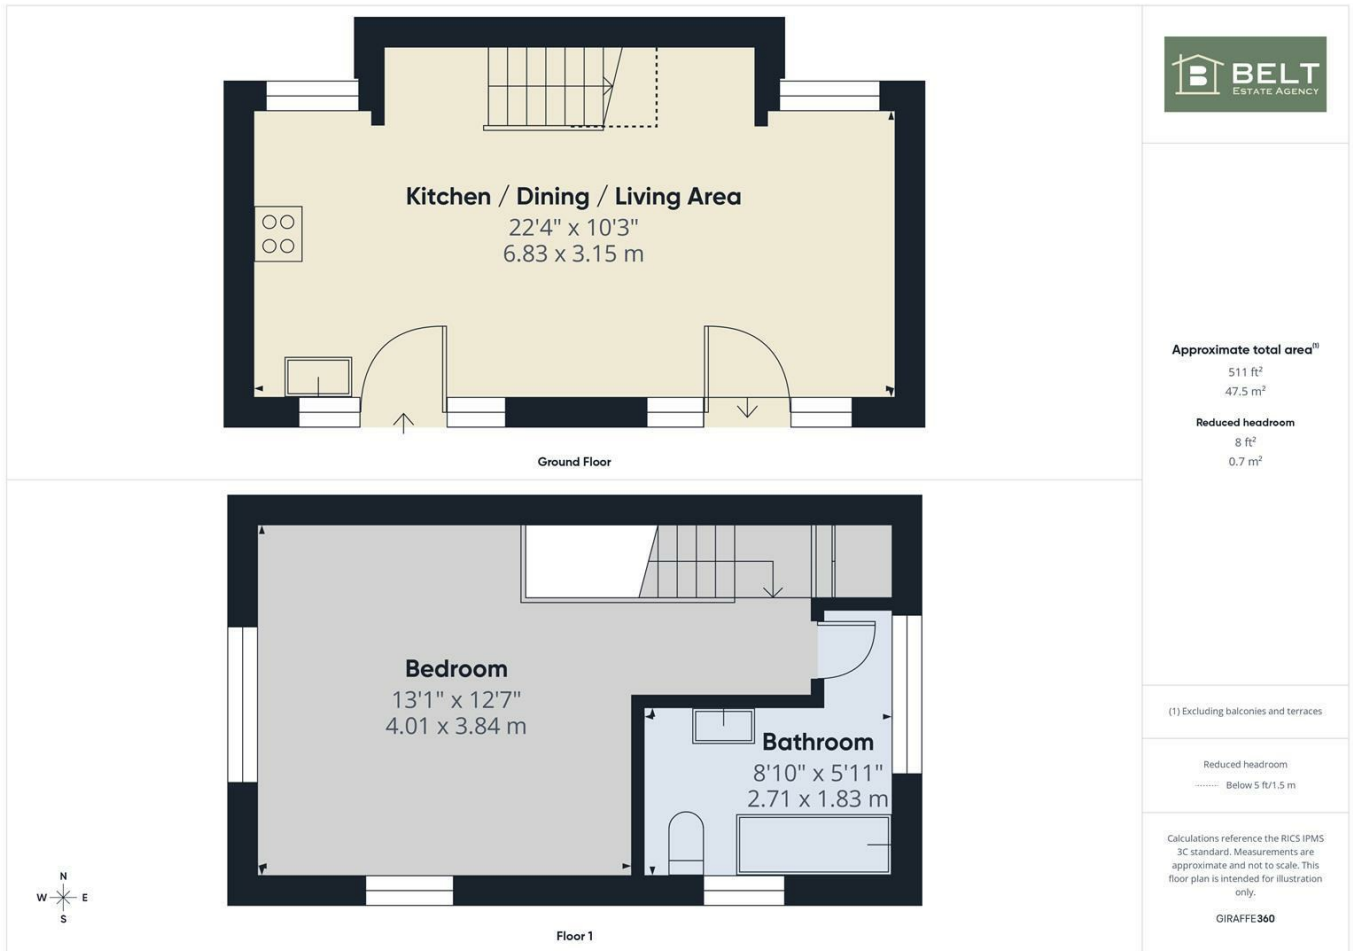 Kitchen / Dining / Living Area
22'4" x 10'3"
6.83 x 3.15 m
Ground Floor
Bedroom
13'1" x 12'7"
4.01 x 3.84 m
Bathroom
8'10" x 5'11"
2.71 x 1.83 m
N
W E
S
Floor 1
B BELT
ESTATE AGENCY
Approximate total area⁽¹⁾
511 ft²
47.5 m²
Reduced headroom
8 ft²
0.7 m²
(1) Excluding balconies and terraces
Reduced headroom
Below 5 ft/1.5 m
Calculations reference the RICS IPMS
3C standard. Measurements are
approximate and not to scale. This
floor plan is intended for illustration
only.
GIRAFFE360